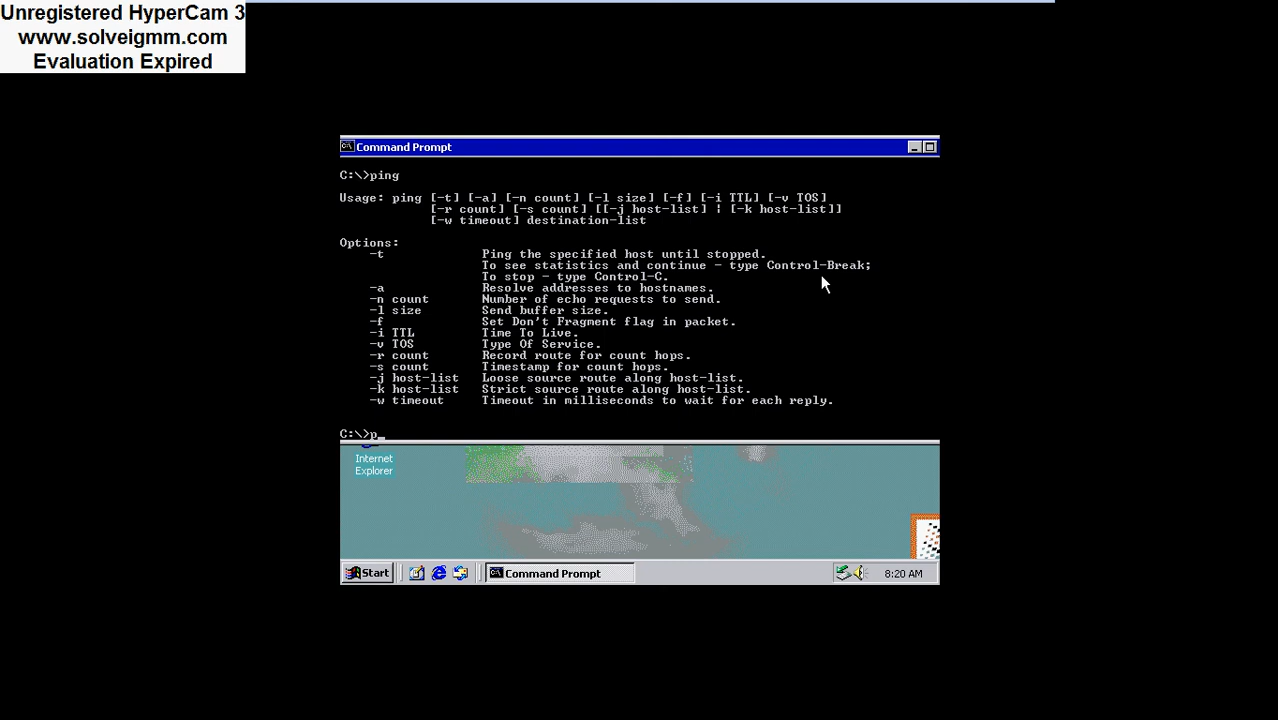 Unregistered HyperCam 3
www.solveigmm.com
Evaluation Expired
Command Prompt
C:\>ping
Usage: ping [-t] [-a] [-n count] [-l size] [-f] [-i TTL] [-v TOS]
[-r count] [-s count] [[-j host-list] | [-k host-list]]
[-w timeout] destination-list
Options:
-t Ping the specified host until stopped.
To see statistics and continue - type Control-Break;
To stop - type Control-C.
-a Resolve addresses to hostnames.
-n count Number of echo requests to send.
-l size Send buffer size.
-f Set Don't Fragment flag in packet.
-i TTL Time To Live.
-v TOS Type Of Service.
-r count Record route for count hops.
-s count Timestamp for count hops.
-j host-list Loose source route along host-list.
-k host-list Strict source route along host-list.
-w timeout Timeout in milliseconds to wait for each reply.
C:\>p_
Internet
Explorer
Start Command Prompt 8:20 AM